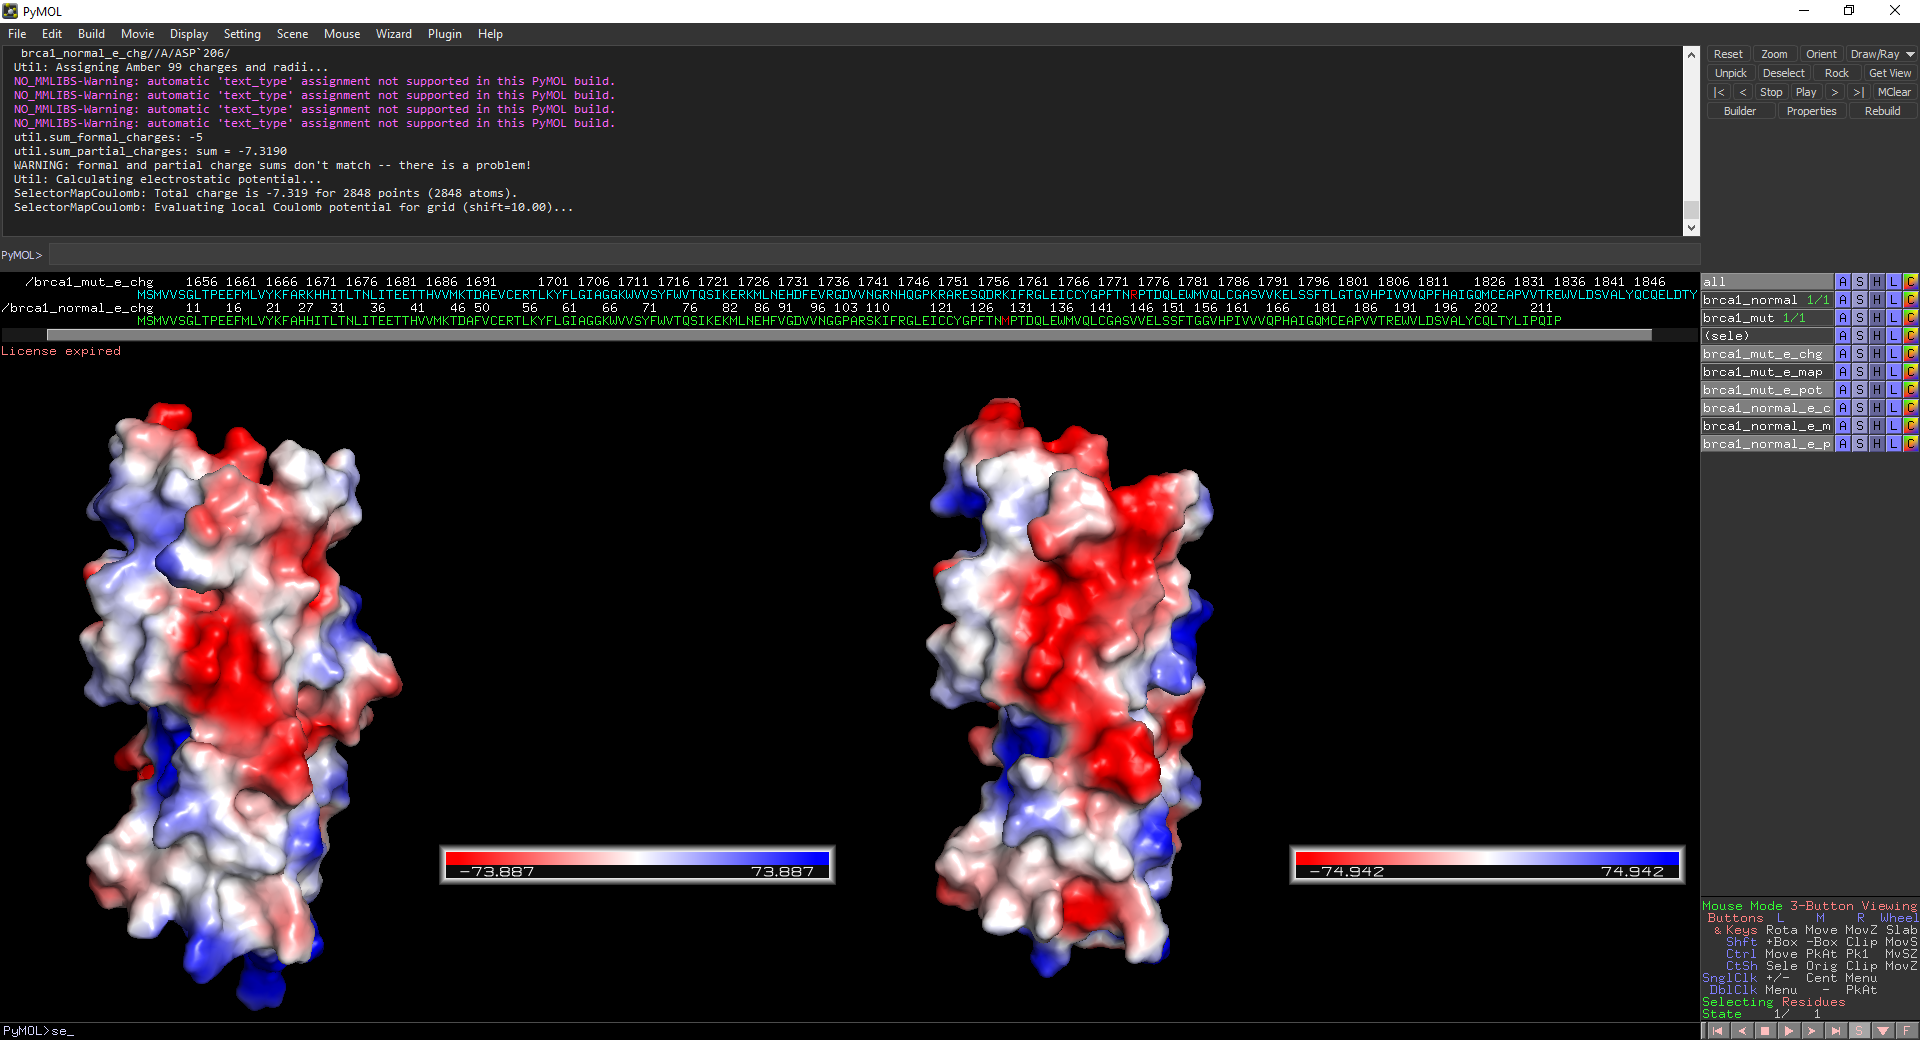 PyMOL
File Edit Build Movie Display Setting Scene Mouse Wizard Plugin Help
brca1_normal_e_chg//A/ASP`206/
Util: Assigning Amber 99 charges and radii...
NO_MMLIBS-Warning: automatic 'text_type' assignment not supported in this PyMOL build.
NO_MMLIBS-Warning: automatic 'text_type' assignment not supported in this PyMOL build.
NO_MMLIBS-Warning: automatic 'text_type' assignment not supported in this PyMOL build.
NO_MMLIBS-Warning: automatic 'text_type' assignment not supported in this PyMOL build.
util.sum_formal_charges: -5
util.sum_partial_charges: sum = -7.3190
WARNING: formal and partial charge sums don't match -- there is a problem!
Util: Calculating electrostatic potential...
SelectorMapCoulomb: Total charge is -7.319 for 2848 points (2848 atoms).
SelectorMapCoulomb: Evaluating local Coulomb potential for grid (shift=10.00)...
Reset Zoom Orient Draw/Ray
Unpick Deselect Rock Get View
|< < Stop Play > >| MClear
Builder Properties Rebuild
PyMOL>
/brca1_mut_e_chg 1656 1661 1666 1671 1676 1681 1686 1691 1701 1706 1711 1716 1721 1726 1731 1736 1741 1746 1751 1756 1761 1766 1771 1776 1781 1786 1791 1796 1801 1806 1811 1826 1831 1836 1841 1846
MSMVVSGLTPEEFMLVYKFARKHHITLTNLITEETTHVVMKTDAEVCERTLKYFLGIAGGKWVVSYFWVTQSIKERKMLNEHDFEVRGDVVNGRNHQGPKRARESQDRKIFRGLEICCYGPFTNRPTDQLEWMVQLCGASVVKELSSFTLGTGVHPIVVVQPFHAIGQMCEAPVVTREWVLDSVALYQCQELDTY
/brca1_normal_e_chg 11 16 21 27 31 36 41 46 50 56 61 66 71 76 82 91 102 116 121 126 131 136 141 146 151 156 161 166 181 186 191 196 202 211
MSMVVSGLTPEEFMLVYKFAHHITLTNLITEETTHVVMKTDAFVCERTLKYFLGIAGGKWVVSYFWVTQSIKEKMLNEHFVGDVVNGGPARSKIFRGLEICCYGPFTNMPTDQLEWMVQLCGASVVELSSFTGGVHPIVVVQPHAIGQMCEAPVVTREWVLDSVALYCQLTYLIPQIP
License expired
all A S H L C
brca1_normal 1/1 A S H L C
brca1_mut 1/1 A S H L C
(sele) A S H L C
brca1_mut_e_chg A S H L C
brca1_mut_e_map A S H L C
brca1_mut_e_pot A S H L C
brca1_normal_e_c A S H L C
brca1_normal_e_m A S H L C
brca1_normal_e_p A S H L C
-73.887 73.887
-74.942 74.942
Mouse Mode 3-Button Viewing
Buttons L M R Wheel
& Keys Rota Move MovZ Slab
Shft +Box -Box Clip MovS
Ctrl Move PkAt Pk1 MvSZ
CtSh Sele Orig Clip MovZ
SnglClk +/- Cent Menu
DblClk Menu - PkAt
Selecting Residues
State 1/ 1
PyMOL>se_
S F